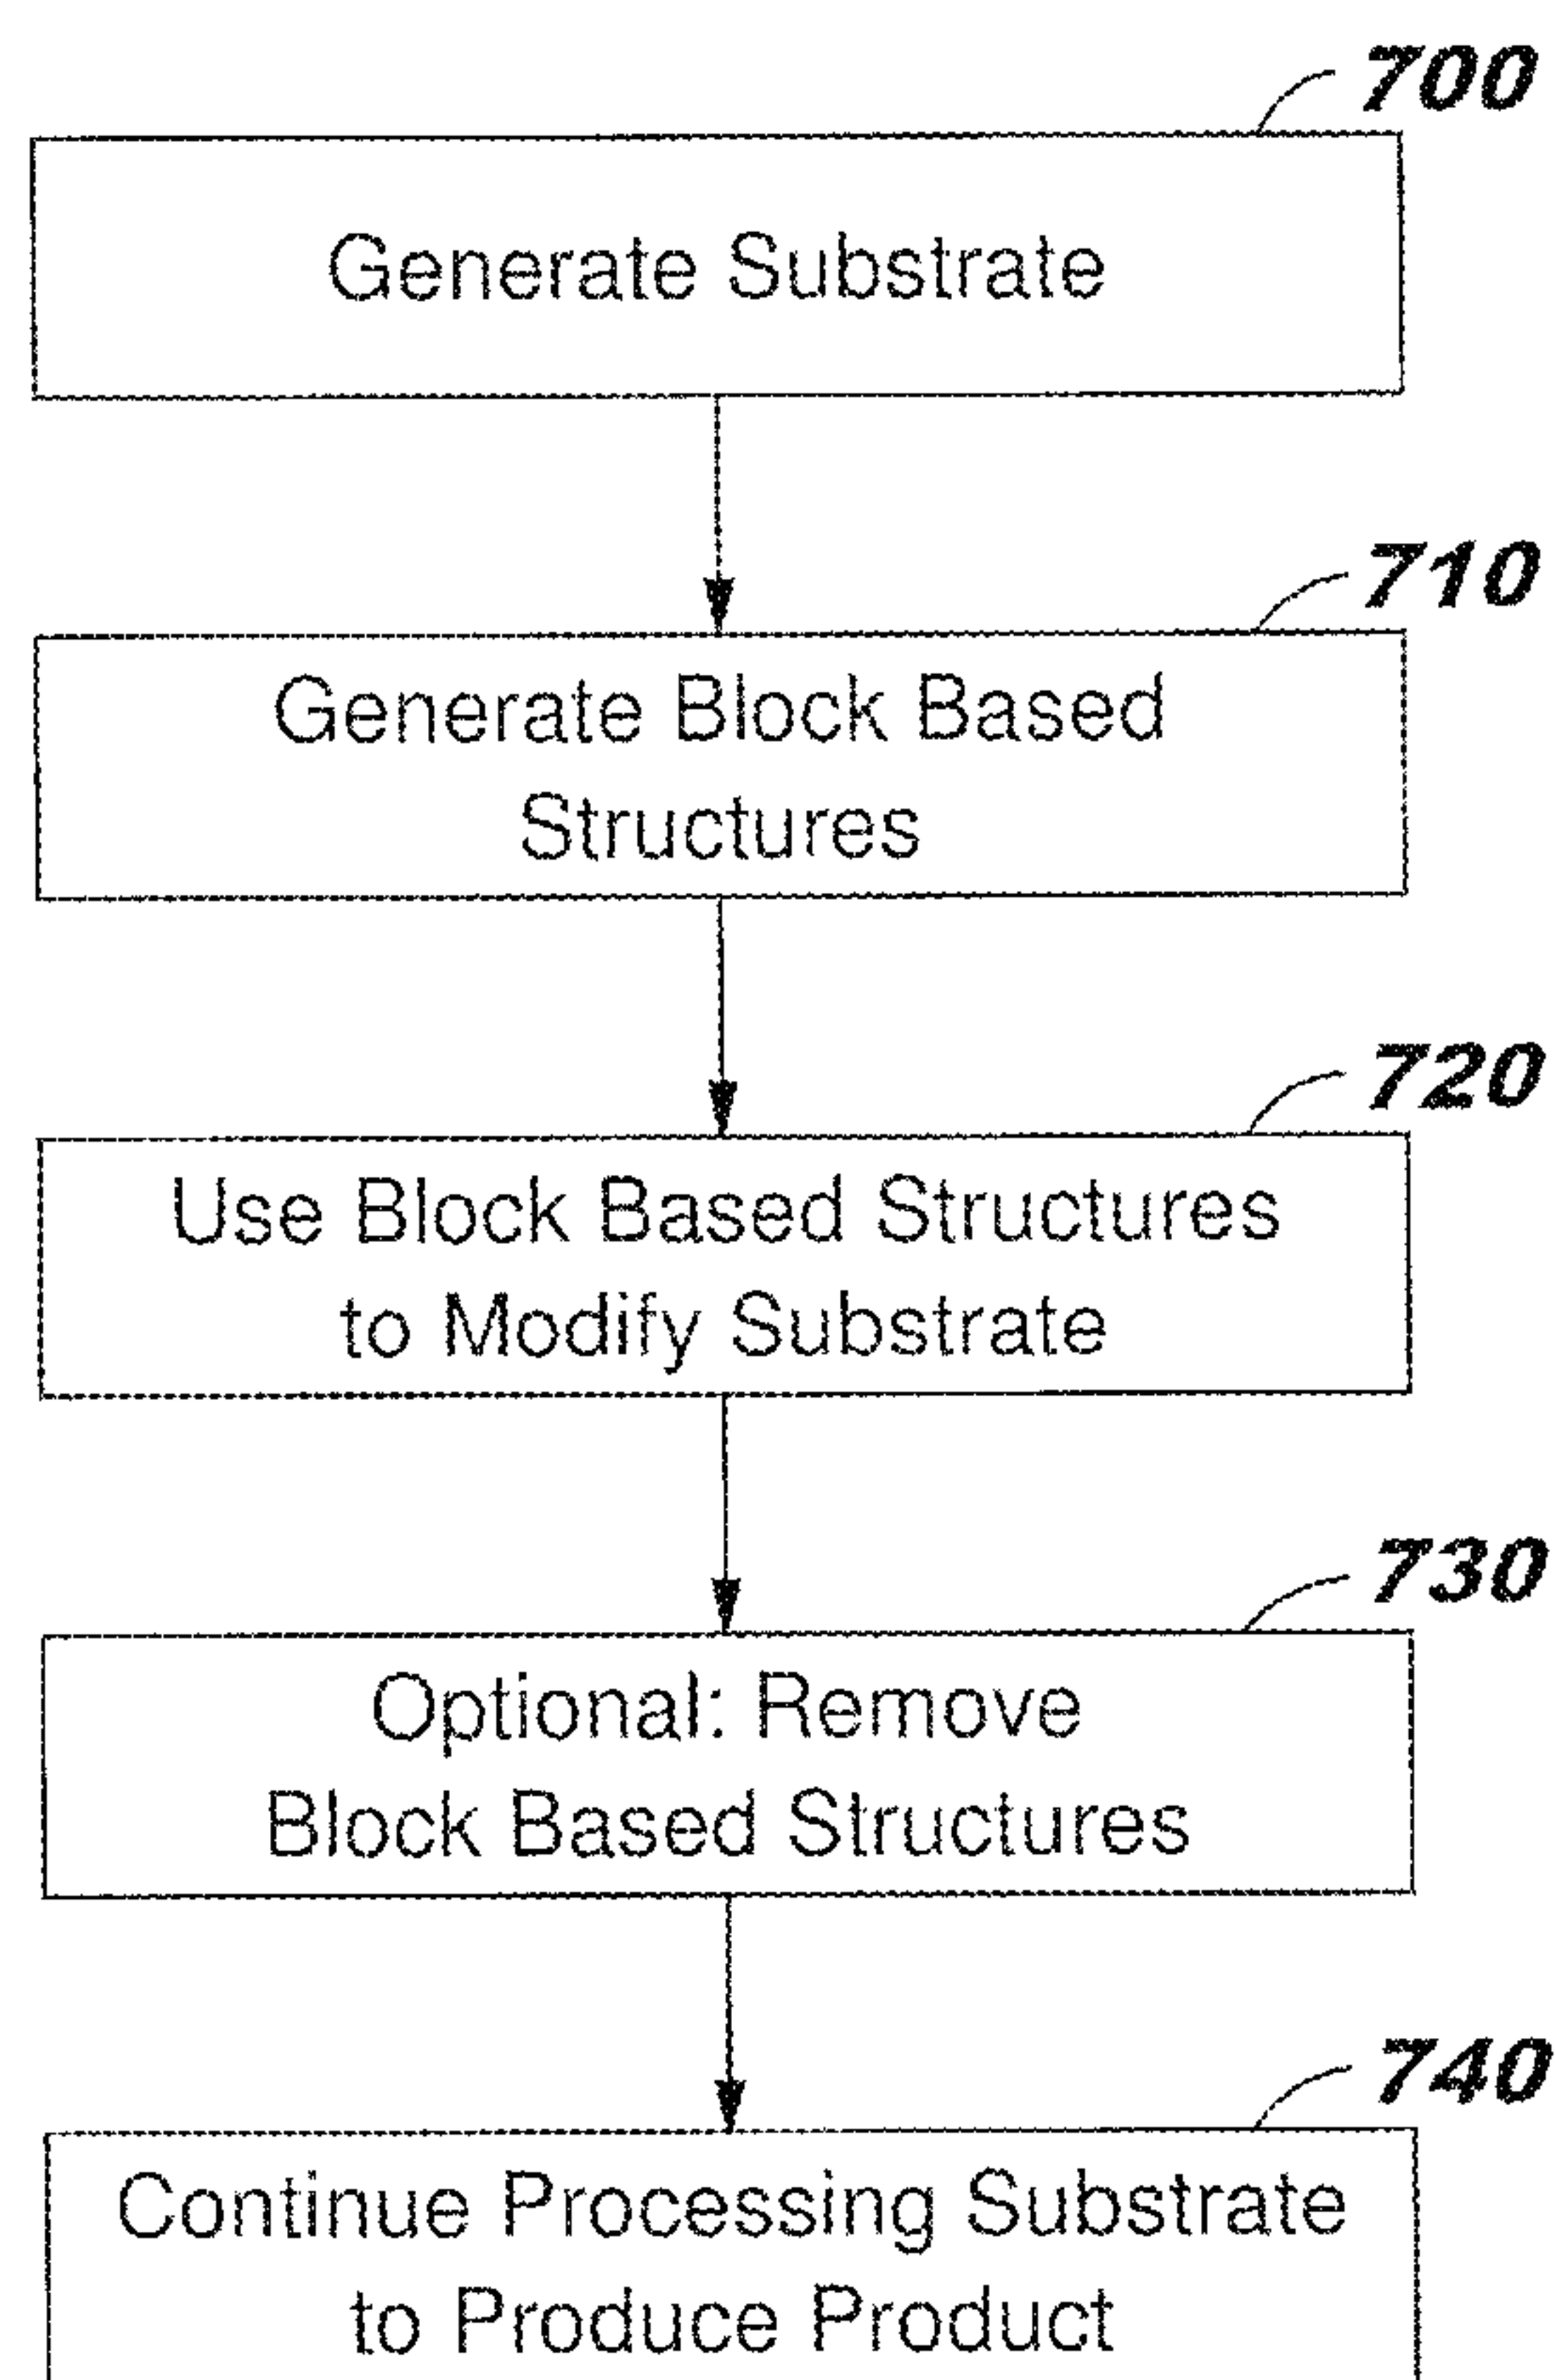 700
Generate Substrate
710
Generate Block Based
Structures
720
Use Block Based Structures
to Modify Substrate
730
Optional: Remove
Block Based Structures
740
Continue Processing Substrate
to Produce Product